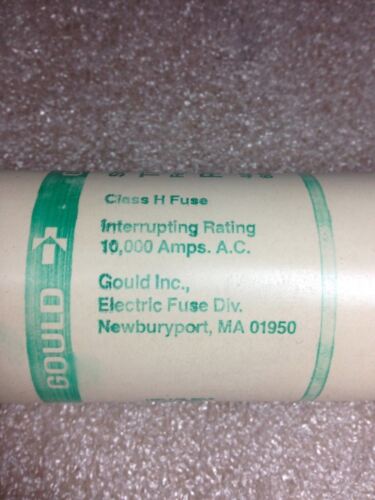 Class H Fuse
Interrupting Rating
10,000 Amps. A.C.
Gould Inc.,
Electric Fuse Div.
Newburyport, MA 01950
GOULD